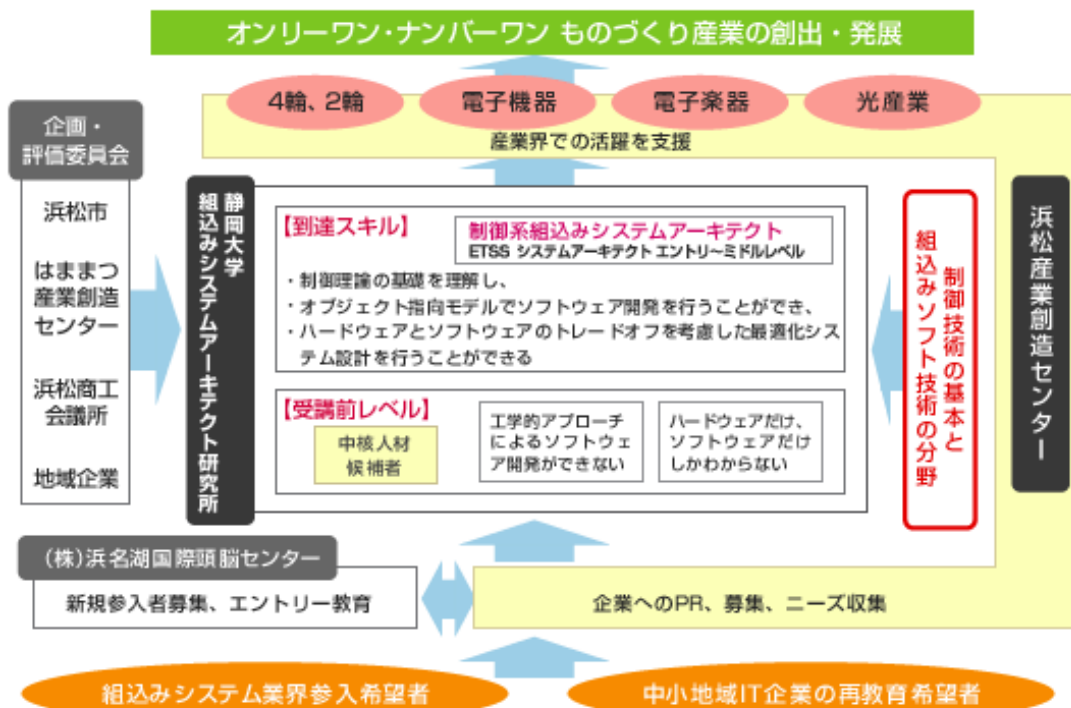 オンリーワン・ナンバーワン ものづくり産業の創出・発展
4輪、2輪
電子機器
電子楽器
光産業
産業界での活躍を支援
企画・
評価委員会
浜松市
はままつ
産業創造
センター
浜松商工
会議所
地域企業
静岡大学
組込みシステムアーキテクト研究所
【到達スキル】
制御系組込みシステムアーキテクト
ETSS システムアーキテクト エントリ〜ミドルレベル
・制御理論の基礎を理解し、
・オブジェクト指向モデルでソフトウェア開発を行うことができ、
・ハードウェアとソフトウェアのトレードオフを考慮した最適化シス
テム設計を行うことができる
【受講前レベル】
中核人材
候補者
工学的アプローチ
によるソフトウェ
ア開発ができない
ハードウェアだけ、
ソフトウェアだけ
しかわからない
制御技術の基本と
組込みソフト技術の分野
浜松産業創造センター
(株)浜名湖国際頭脳センター
新規参入者募集、エントリー教育
企業へのPR、募集、ニーズ収集
組込みシステム業界参入希望者
中小地域IT企業の再教育希望者